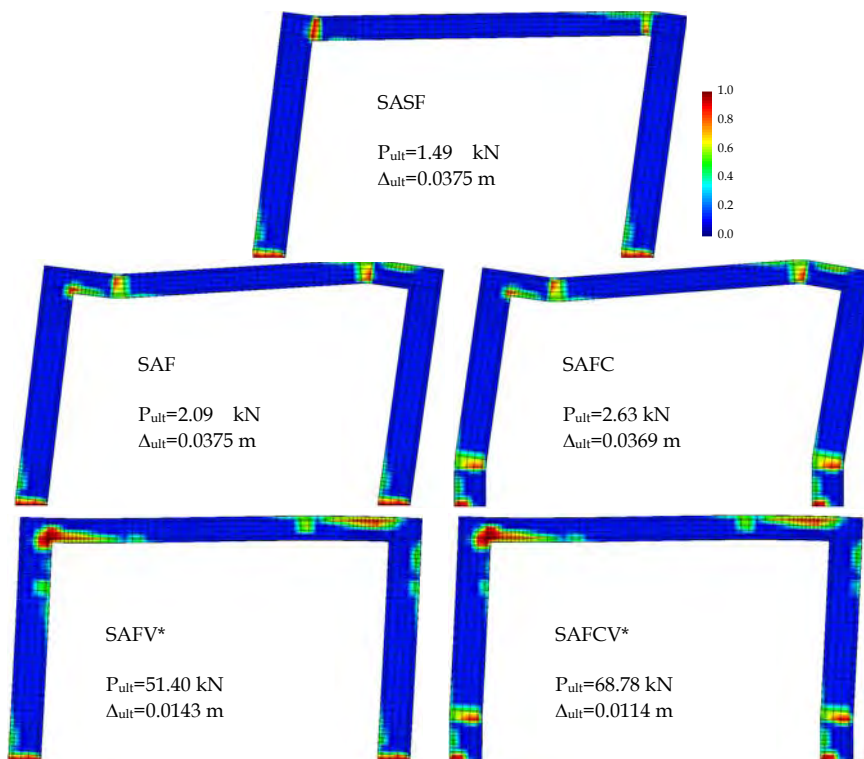 SASF
Pult=1.49 kN
Δult=0.0375 m
1.0
0.8
0.6
0.4
0.2
0.0
SAF
Pult=2.09 kN
Δult=0.0375 m
SAFC
Pult=2.63 kN
Δult=0.0369 m
SAFV*
Pult=51.40 kN
Δult=0.0143 m
SAFCV*
Pult=68.78 kN
Δult=0.0114 m